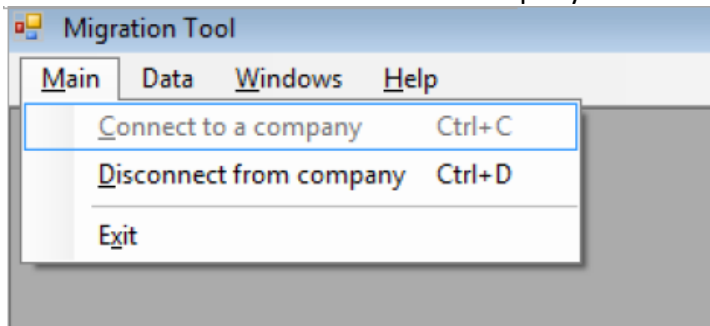 Migration Tool
Main Data Windows Help
Connect to a company Ctrl+C
Disconnect from company Ctrl+D
Exit